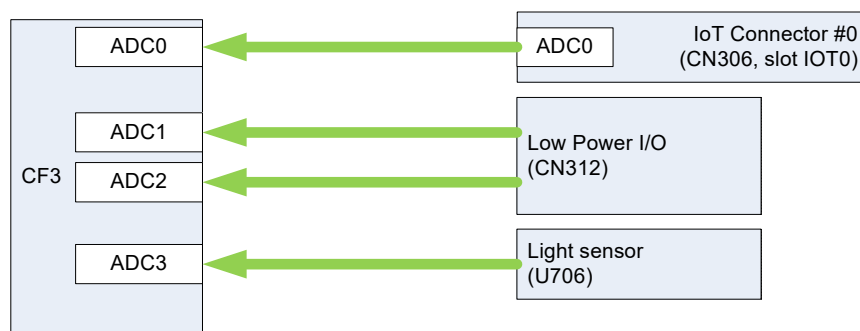 ADC0
ADC0
IoT Connector #0
(CN306, slot IOT0)
ADC1
Low Power I/O
(CN312)
CF3
ADC2
ADC3
Light sensor
(U706)